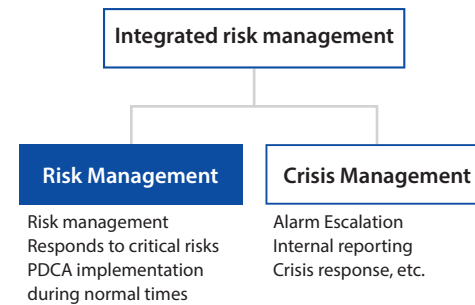 Integrated risk management
Risk Management
Risk management
Responds to critical risks
PDCA implementation
during normal times
Crisis Management
Alarm Escalation
Internal reporting
Crisis response, etc.